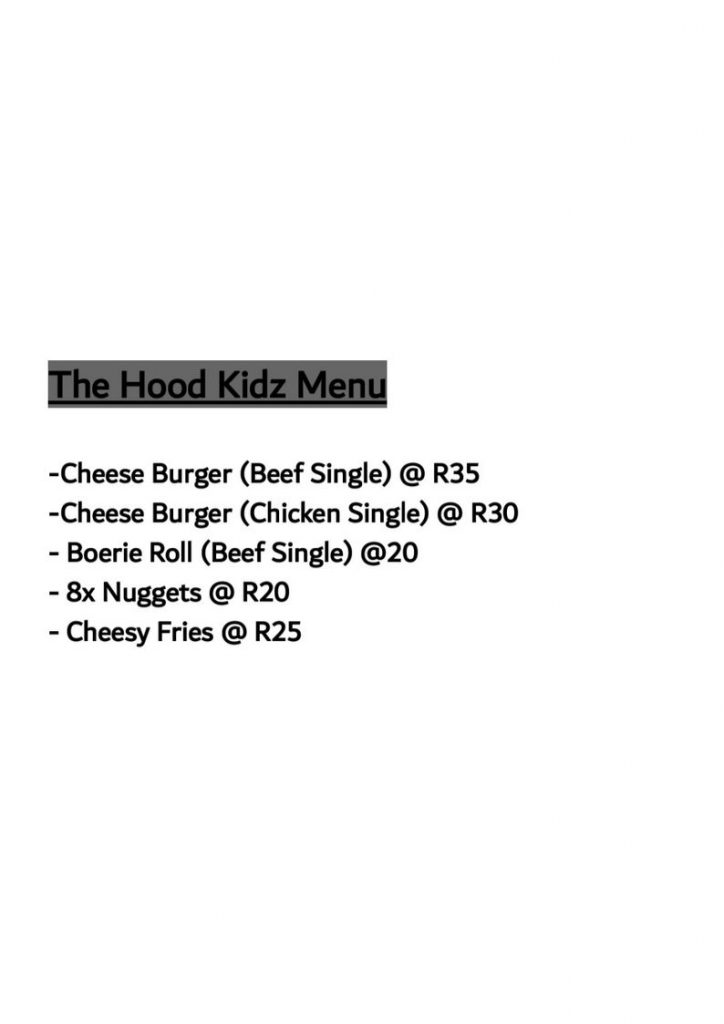 The Hood Kidz Menu
-Cheese Burger (Beef Single) @ R35
-Cheese Burger (Chicken Single) @ R30
- Boerie Roll (Beef Single) @20
- 8x Nuggets @ R20
- Cheesy Fries @ R25